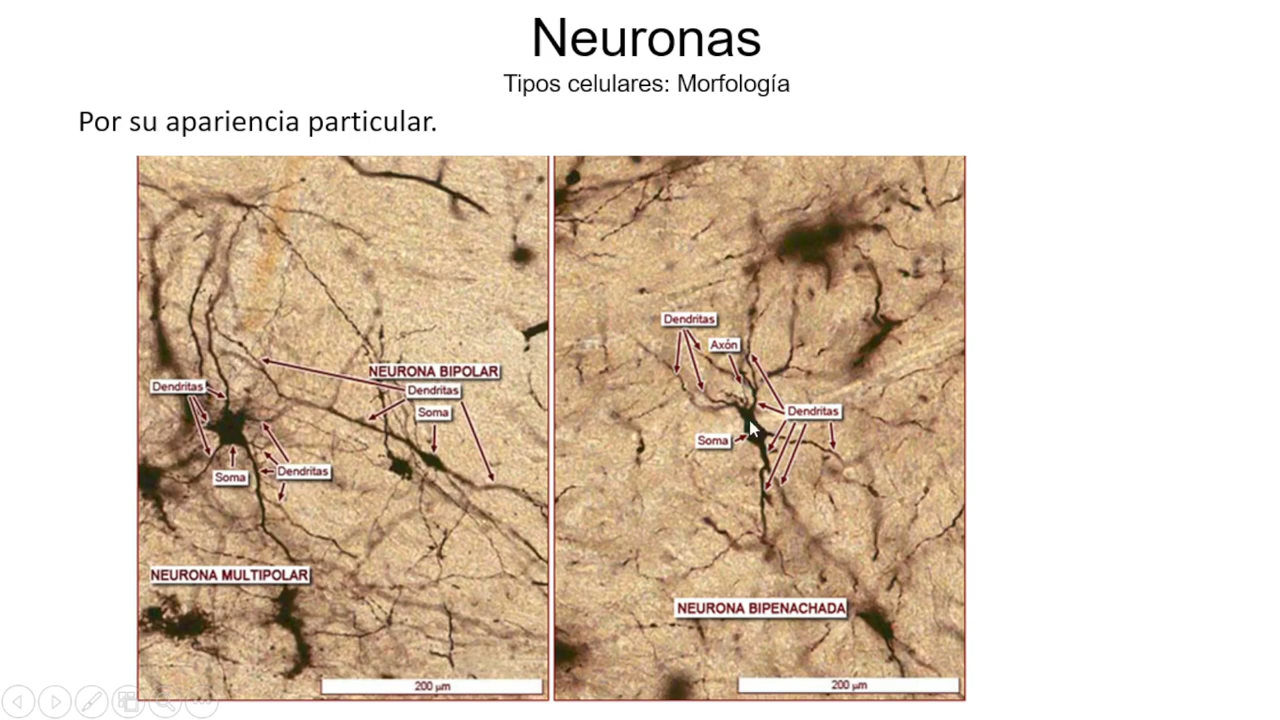 Neuronas
Tipos celulares: Morfología
Por su apariencia particular.
Dendritas
NEURONA BIPOLAR
Dendritas
Soma
Soma
Dendritas
NEURONA MULTIPOLAR
200 µm
Dendritas
Axón
Dendritas
Soma
NEURONA BIPENACHADA
200 µm